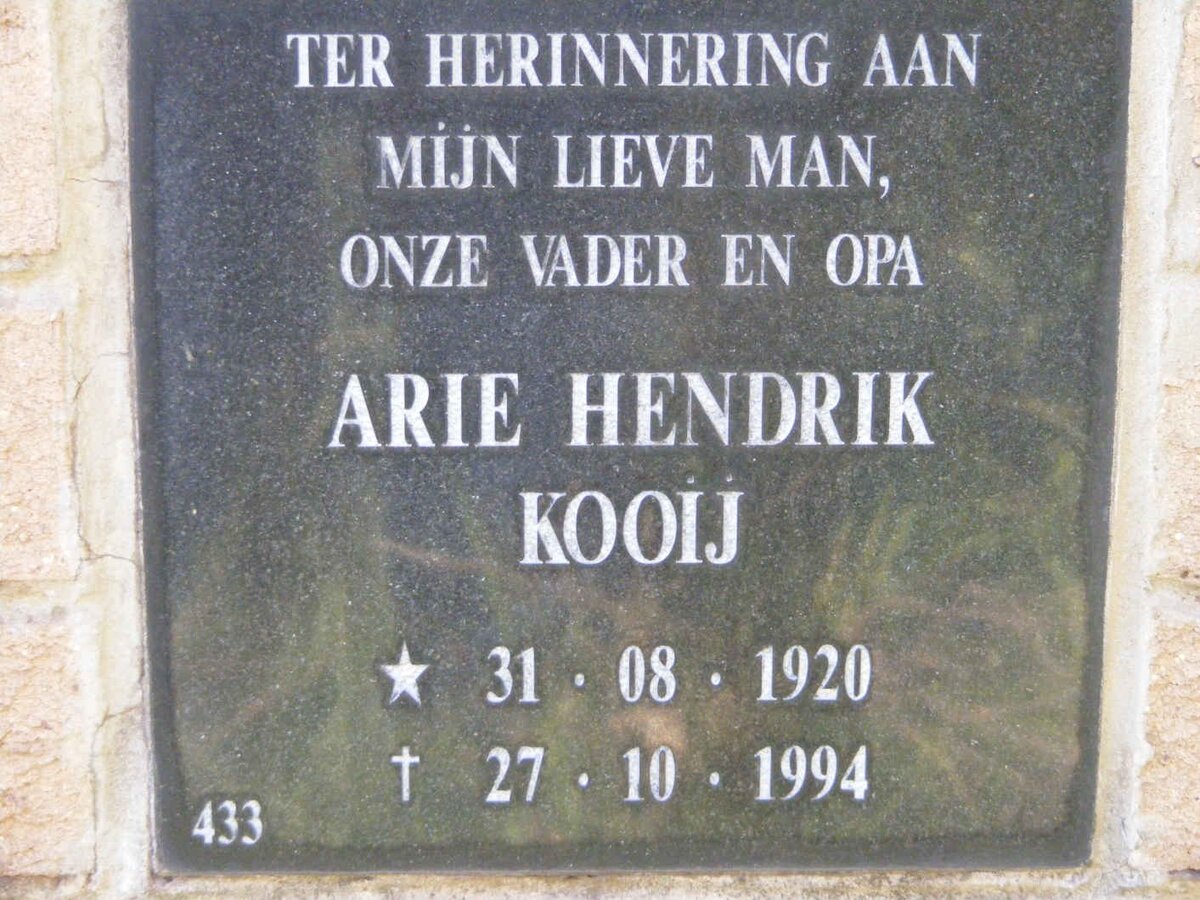 TER HERINNERING AAN
MIJN LIEVE MAN,
ONZE VADER EN OPA
ARIE HENDRIK
KOOIJ
★ 31 · 08 · 1920
† 27 · 10 · 1994
433